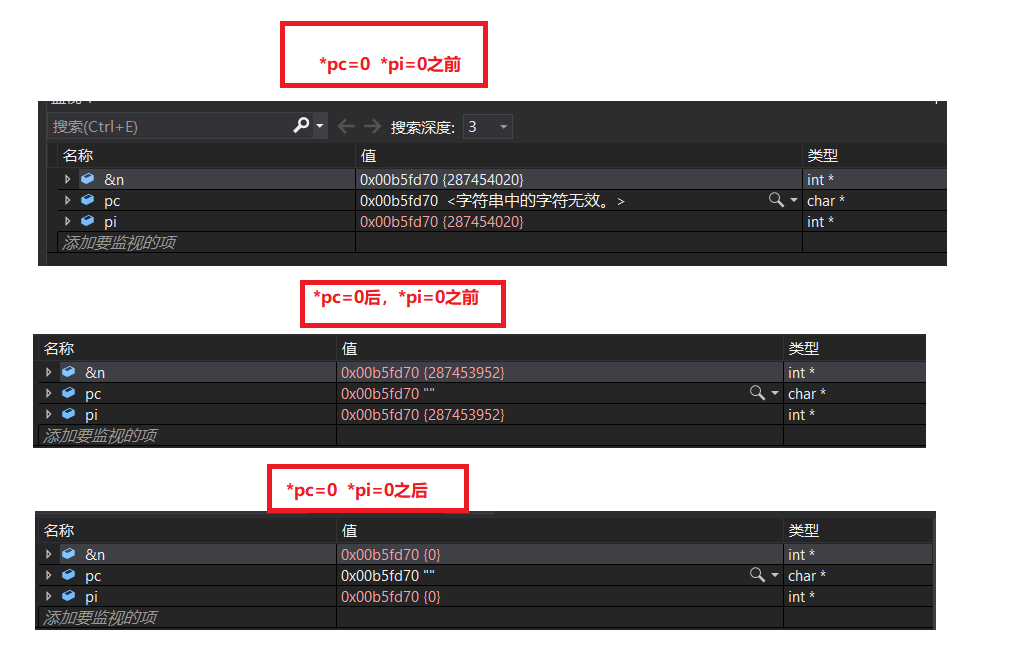 *pc=0 *pi=0之前
搜索(Ctrl+E) 搜索深度: 3
名称 值 类型
&n 0x00b5fd70 {287454020} int *
pc 0x00b5fd70 <字符串中的字符无效。> char *
pi 0x00b5fd70 {287454020} int *
添加要监视的项
*pc=0后，*pi=0之前
名称 值 类型
&n 0x00b5fd70 {287453952} int *
pc 0x00b5fd70 "" char *
pi 0x00b5fd70 {287453952} int *
添加要监视的项
*pc=0 *pi=0之后
名称 值 类型
&n 0x00b5fd70 {0} int *
pc 0x00b5fd70 "" char *
pi 0x00b5fd70 {0} int *
添加要监视的项